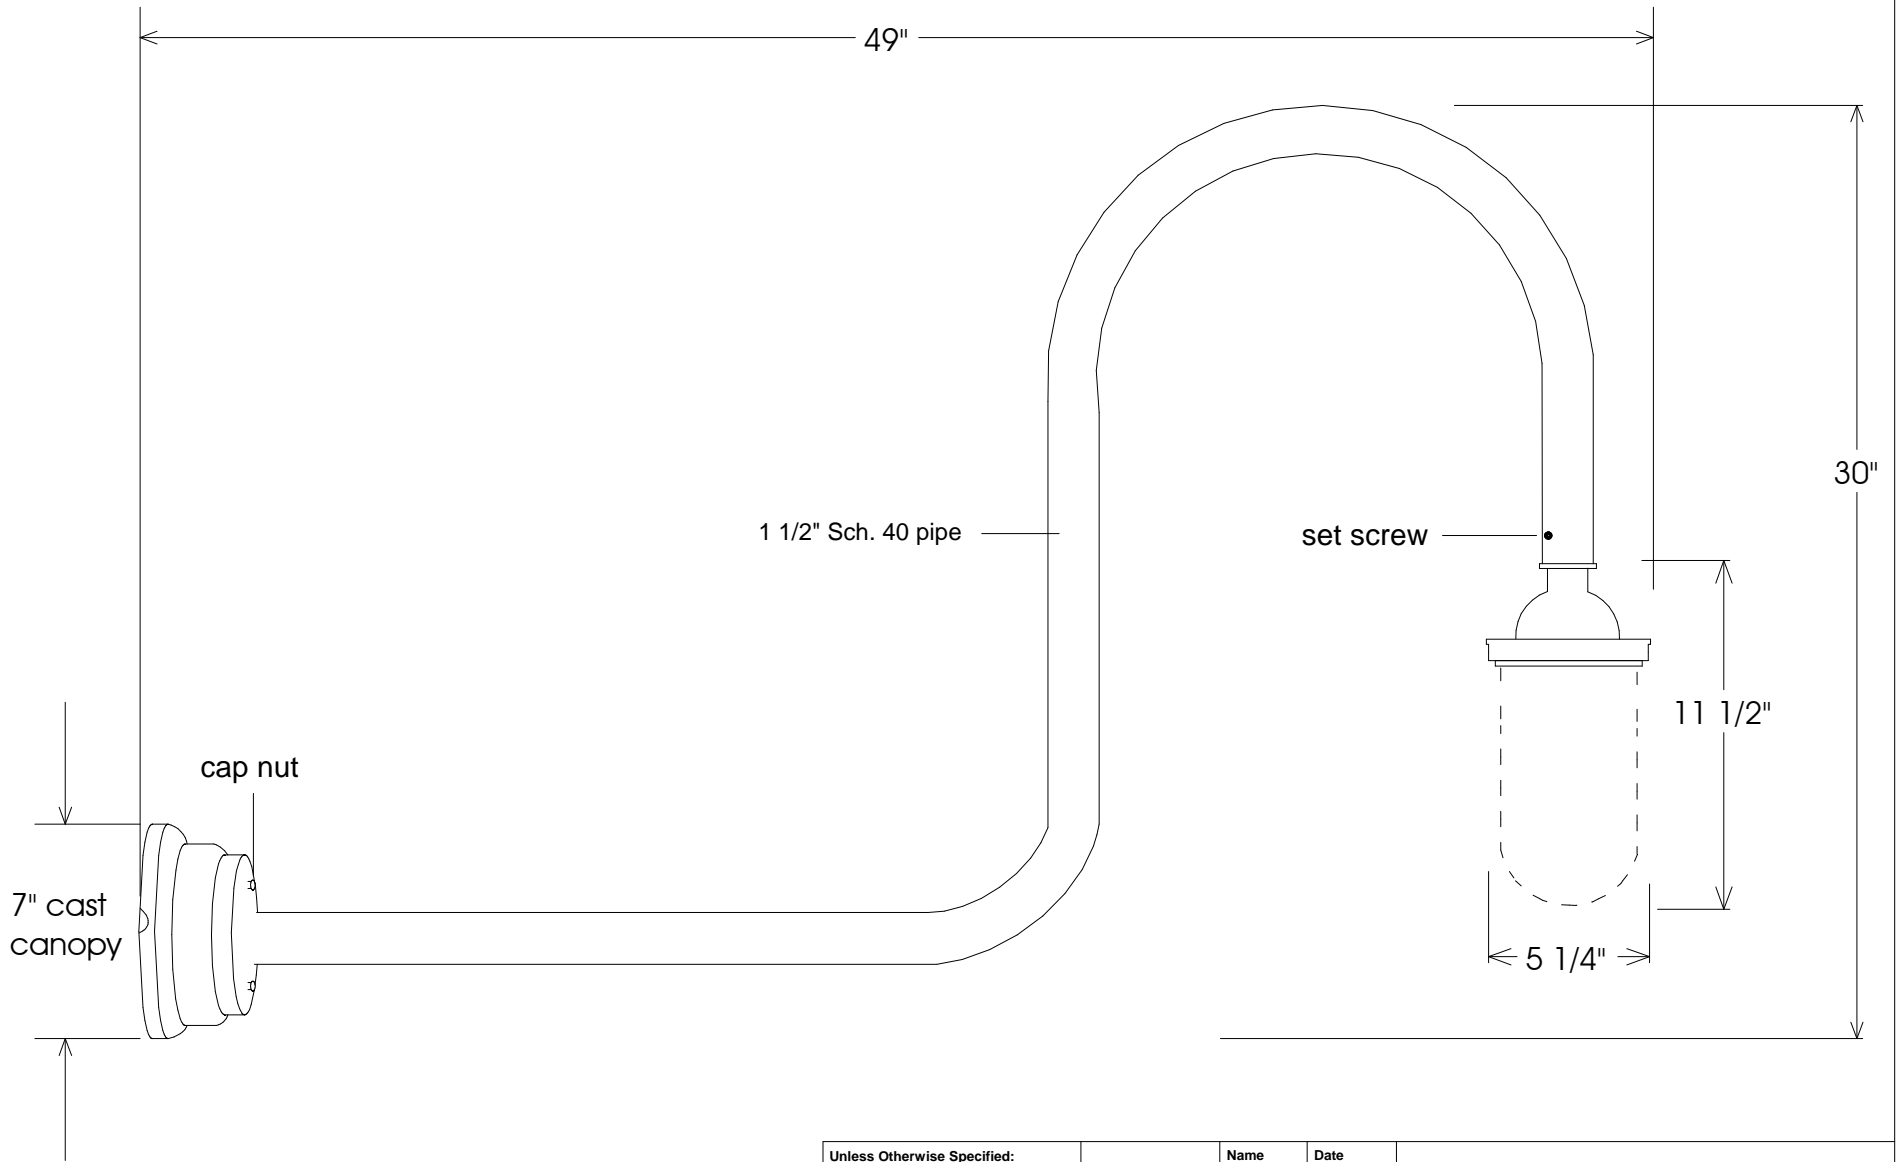 49"
30"
1 1/2" Sch. 40 pipe
set screw
11 1/2"
cap nut
7" cast
canopy
5 1/4"
Unless Otherwise Specified:
Name
Date